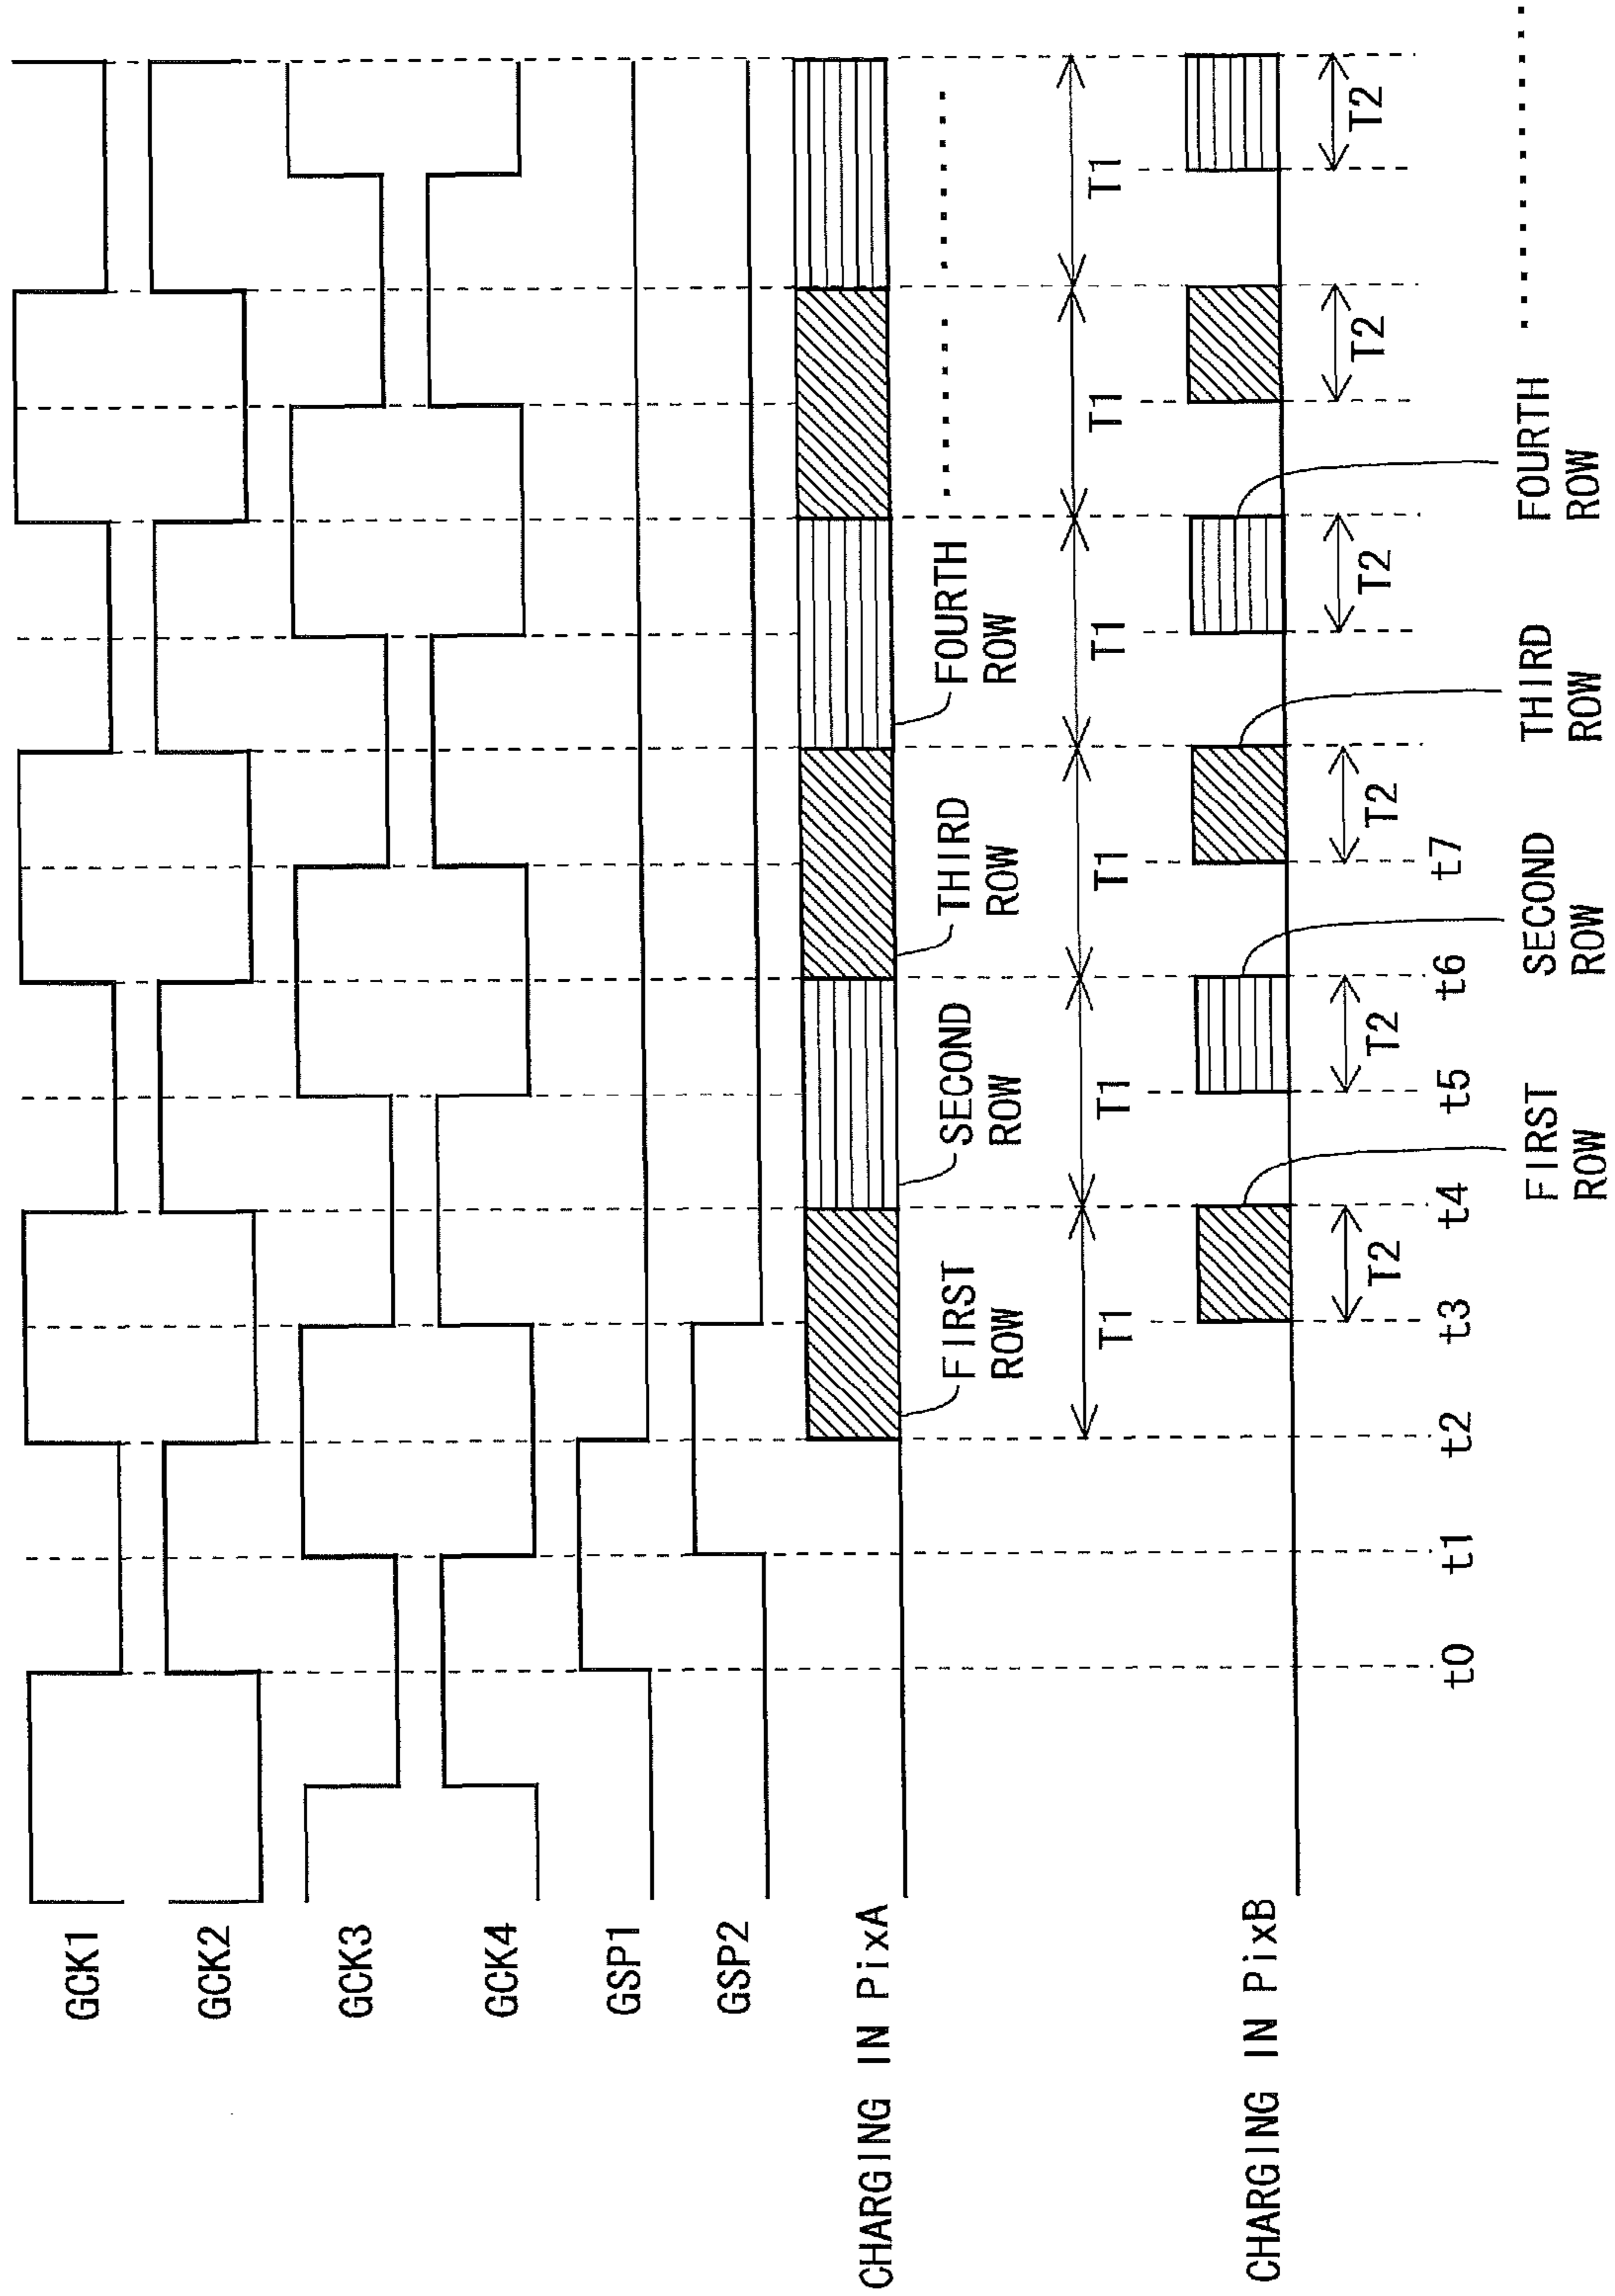 GCK1
GCK2
GCK3
GCK4
GSP1
GSP2
CHARGING IN PixA
FIRST
ROW
SECOND
ROW
THIRD
ROW
FOURTH
ROW
T1
T1
T1
T1
T1
T1
CHARGING IN PixB
T2
T2
T2
T2
T2
T2
t0
t1
t2
t3
t4
t5
t6
t7
FIRST
ROW
SECOND
ROW
THIRD
ROW
FOURTH
ROW